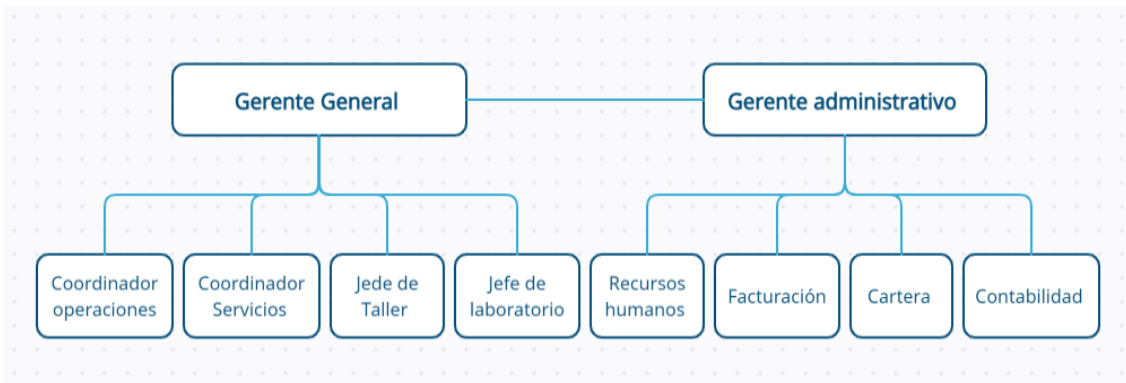 Gerente General
Gerente administrativo
Coordinador
operaciones
Coordinador
Servicios
Jede de
Taller
Jefe de
laboratorio
Recursos
humanos
Facturación
Cartera
Contabilidad